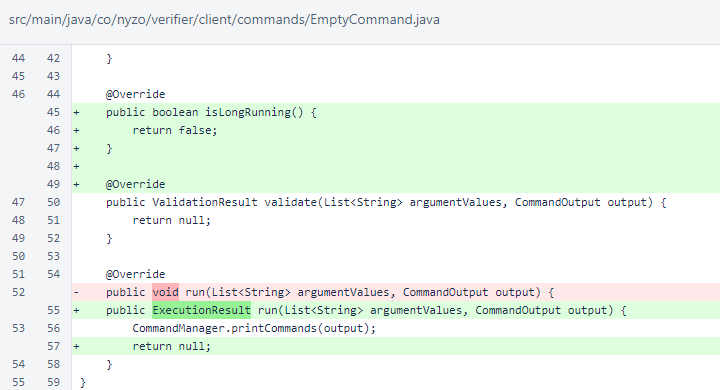 src/main/java/co/nyzo/verifier/client/commands/EmptyCommand.java
44 42     }
45 43
46 44     @Override
45 +     public boolean isLongRunning() {
46 +         return false;
47 +     }
48 +
49 +     @Override
47 50     public ValidationResult validate(List<String> argumentValues, CommandOutput output) {
48 51         return null;
49 52     }
50 53
51 54     @Override
52 -     public void run(List<String> argumentValues, CommandOutput output) {
55 +     public ExecutionResult run(List<String> argumentValues, CommandOutput output) {
53 56         CommandManager.printCommands(output);
57 +         return null;
54 58     }
55 59 }